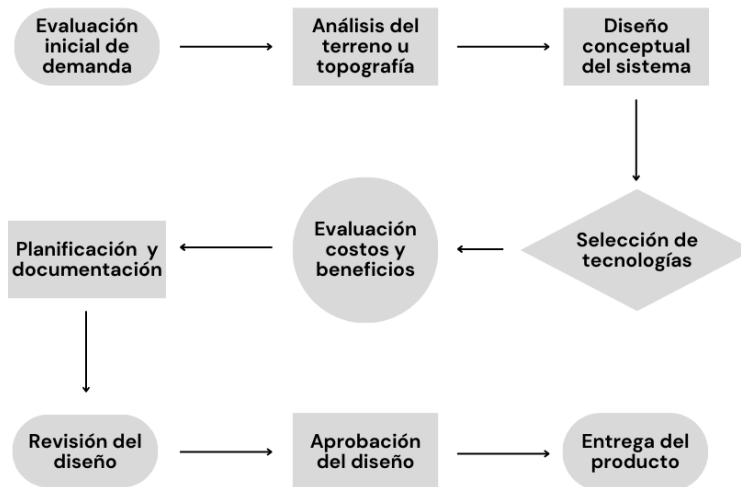 Evaluación
inicial de
demanda
Análisis del
terreno u
topografía
Diseño
conceptual
del sistema
Selección de
tecnologías
Evaluación
costos y
beneficios
Planificación y
documentación
Revisión del
diseño
Aprobación
del diseño
Entrega del
producto